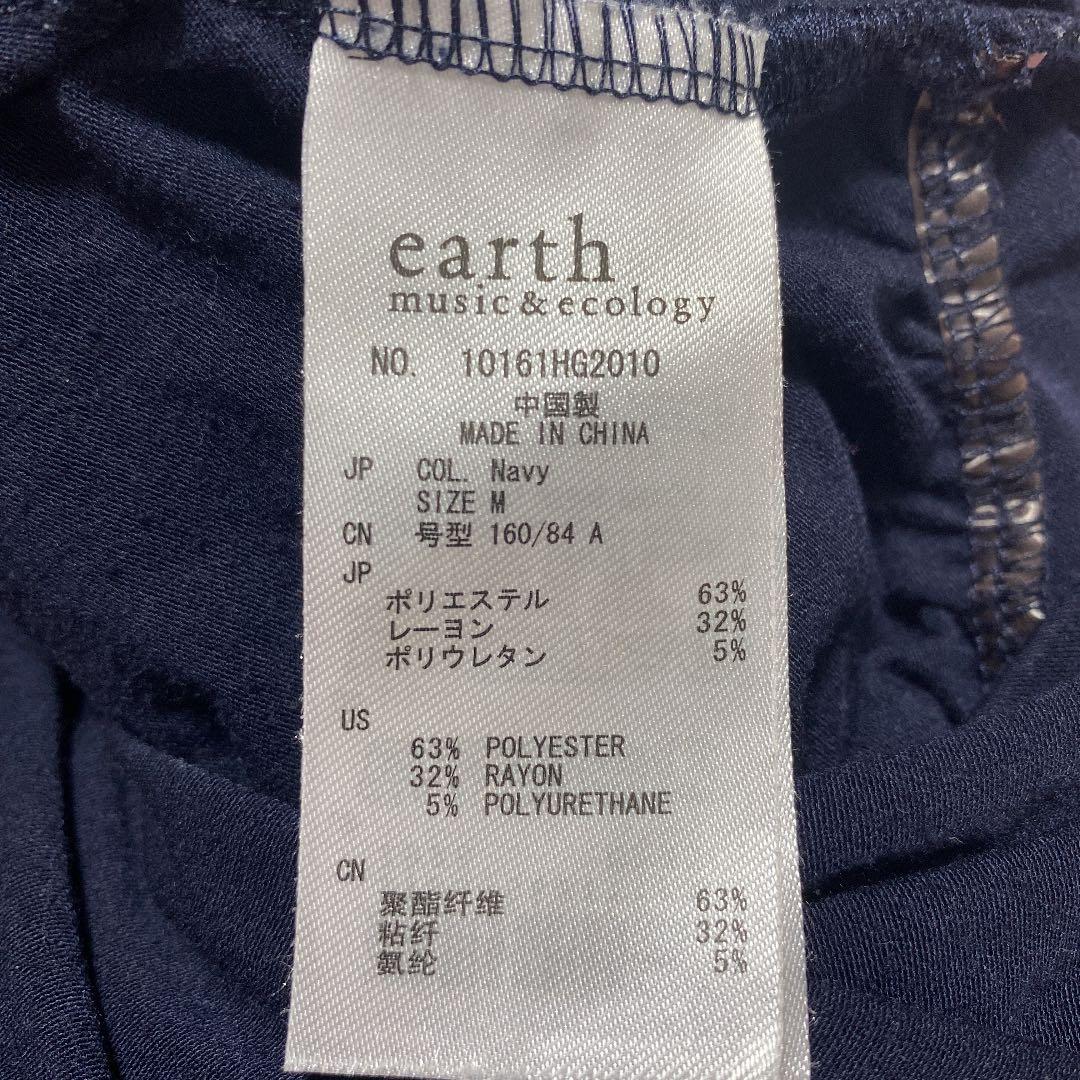 earth
music&ecology
NO. 10161HG2010
中国製
MADE IN CHINA
JP COL. Navy
SIZE M
CN 号型 160/84 A
JP
ポリエステル 63%
レーヨン 32%
ポリウレタン 5%
US
63% POLYESTER
32% RAYON
5% POLYURETHANE
CN
聚酯纤维 63%
粘纤 32%
氨纶 5%